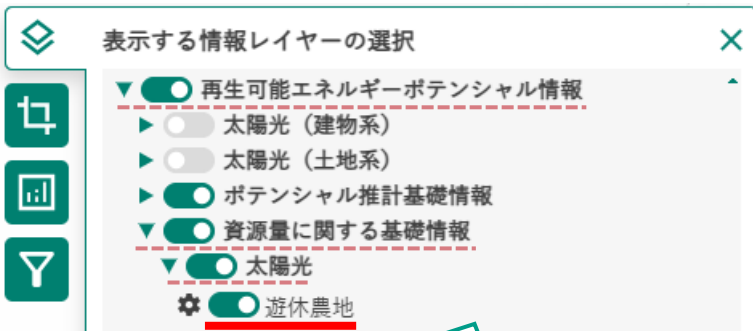 表示する情報レイヤーの選択
再生可能エネルギーポテンシャル情報
太陽光（建物系）
太陽光（土地系）
ポテンシャル推計基礎情報
資源量に関する基礎情報
太陽光
遊休農地